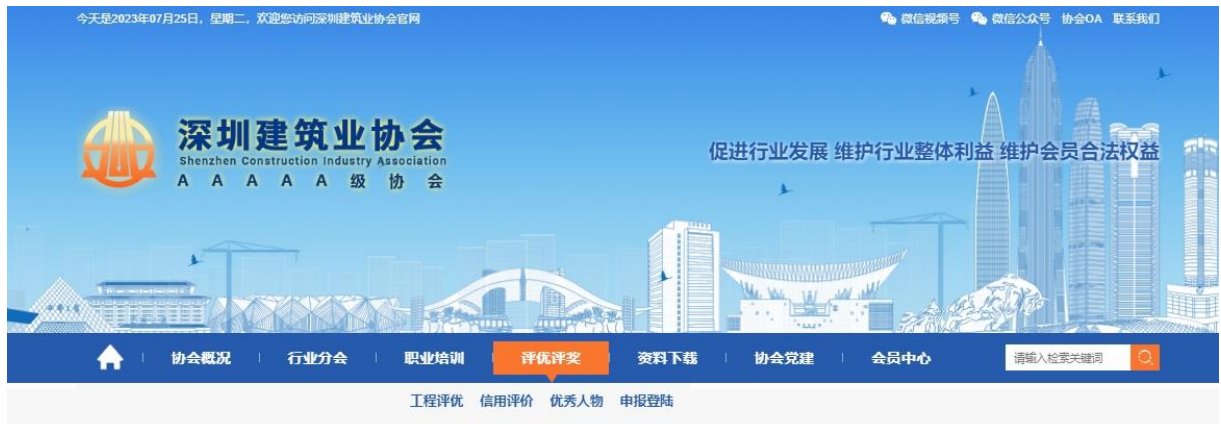 今天是2023年07月25日，星期二，欢迎您访问深圳建筑业协会官网
微信视频号 微信公众号 协会OA 联系我们
深圳建筑业协会
Shenzhen Construction Industry Association
AAAAA级协会
促进行业发展 维护行业整体利益 维护会员合法权益
协会概况 行业分会 职业培训 评优评奖 资料下载 协会党建 会员中心 请输入检索关键词
工程评优 信用评价 优秀人物 申报登陆